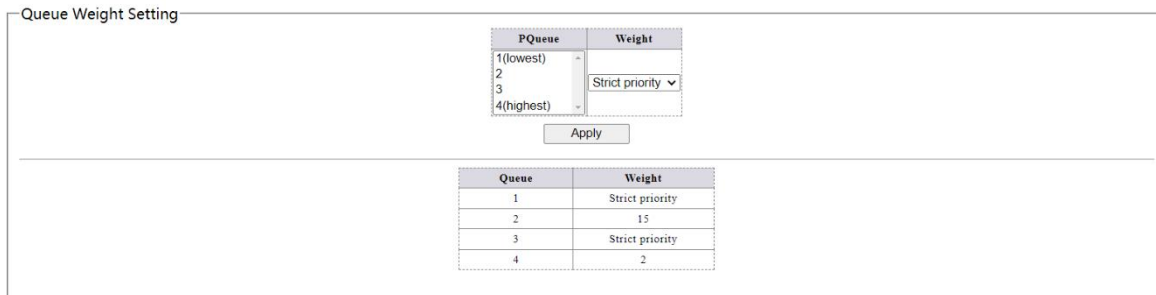 Queue Weight Setting
PQueue Weight
1(lowest)
2
3
4(highest)
Strict priority
Apply
Queue Weight
1 Strict priority
2 15
3 Strict priority
4 2